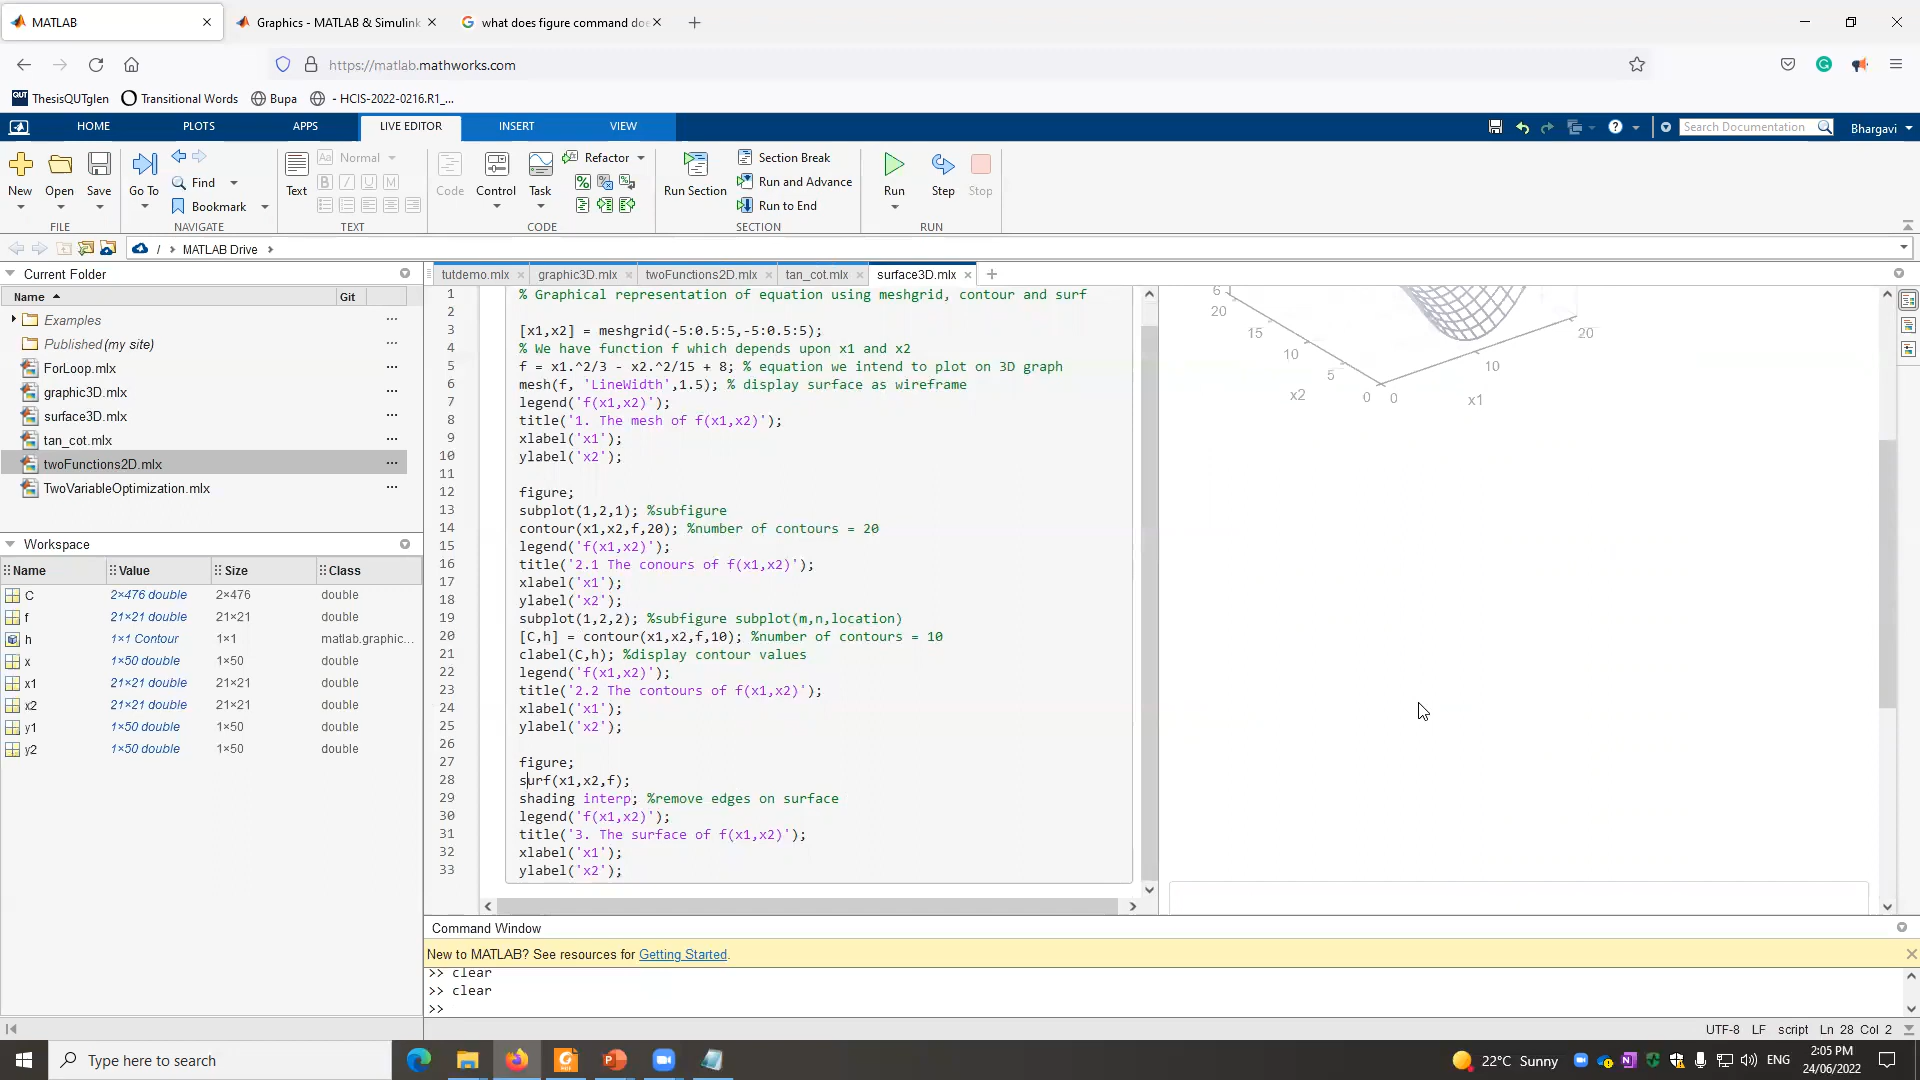 MATLAB
Graphics - MATLAB & Simulink
what does figure command do
https://matlab.mathworks.com
ThesisQUTglen
Transitional Words
Bupa
- HCIS-2022-0216.R1_...
HOME
PLOTS
APPS
LIVE EDITOR
INSERT
VIEW
Search Documentation
Bhargavi
New
Open
Save
Go To
Find
Bookmark
Text
Normal
Code
Control
Task
Refactor
Run Section
Section Break
Run and Advance
Run to End
Run
Step
Stop
FILE
NAVIGATE
TEXT
CODE
SECTION
RUN
/ MATLAB Drive
Current Folder
Name
Git
Examples
Published (my site)
ForLoop.mlx
graphic3D.mlx
surface3D.mlx
tan_cot.mlx
twoFunctions2D.mlx
TwoVariableOptimization.mlx
Workspace
Name Value Size Class
C 2×476 double 2×476 double
f 21×21 double 21×21 double
h 1×1 Contour 1×1 matlab.graphic...
x 1×50 double 1×50 double
x1 21×21 double 21×21 double
x2 21×21 double 21×21 double
y1 1×50 double 1×50 double
y2 1×50 double 1×50 double
tutdemo.mlx
graphic3D.mlx
twoFunctions2D.mlx
tan_cot.mlx
surface3D.mlx
1 % Graphical representation of equation using meshgrid, contour and surf
2
3 [x1,x2] = meshgrid(-5:0.5:5,-5:0.5:5);
4 % We have function f which depends upon x1 and x2
5 f = x1.^2/3 - x2.^2/15 + 8; % equation we intend to plot on 3D graph
6 mesh(f, 'LineWidth',1.5); % display surface as wireframe
7 legend('f(x1,x2)');
8 title('1. The mesh of f(x1,x2)');
9 xlabel('x1');
10 ylabel('x2');
11
12 figure;
13 subplot(1,2,1); %subfigure
14 contour(x1,x2,f,20); %number of contours = 20
15 legend('f(x1,x2)');
16 title('2.1 The conours of f(x1,x2)');
17 xlabel('x1');
18 ylabel('x2');
19 subplot(1,2,2); %subfigure subplot(m,n,location)
20 [C,h] = contour(x1,x2,f,10); %number of contours = 10
21 clabel(C,h); %display contour values
22 legend('f(x1,x2)');
23 title('2.2 The contours of f(x1,x2)');
24 xlabel('x1');
25 ylabel('x2');
26
27 figure;
28 surf(x1,x2,f);
29 shading interp; %remove edges on surface
30 legend('f(x1,x2)');
31 title('3. The surface of f(x1,x2)');
32 xlabel('x1');
33 ylabel('x2');
6
20
15
10
5
0
x2
0
10
20
x1
Command Window
New to MATLAB? See resources for Getting Started.
>> clear
>> clear
>>
UTF-8 LF script Ln 28 Col 2
Type here to search
22°C Sunny
ENG
2:05 PM
24/06/2022